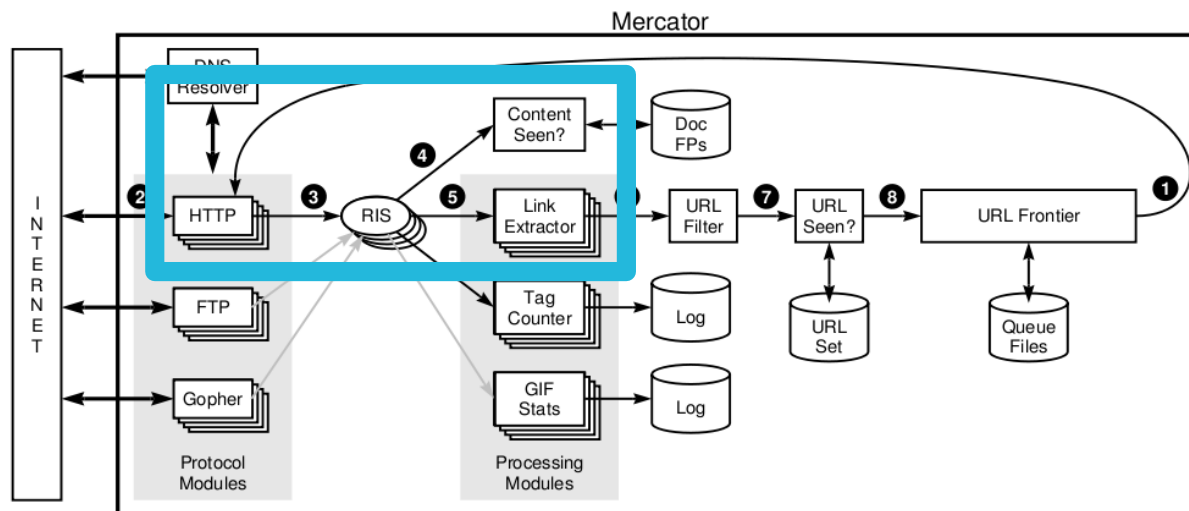 Mercator
INTERNET
DNS
Resolver
Content
Seen?
Doc
FPs
4
1
2
HTTP
3
RIS
5
Link
Extractor
URL
Filter
7
URL
Seen?
8
URL Frontier
FTP
Tag
Counter
Log
URL
Set
Queue
Files
Gopher
GIF
Stats
Log
Protocol
Modules
Processing
Modules